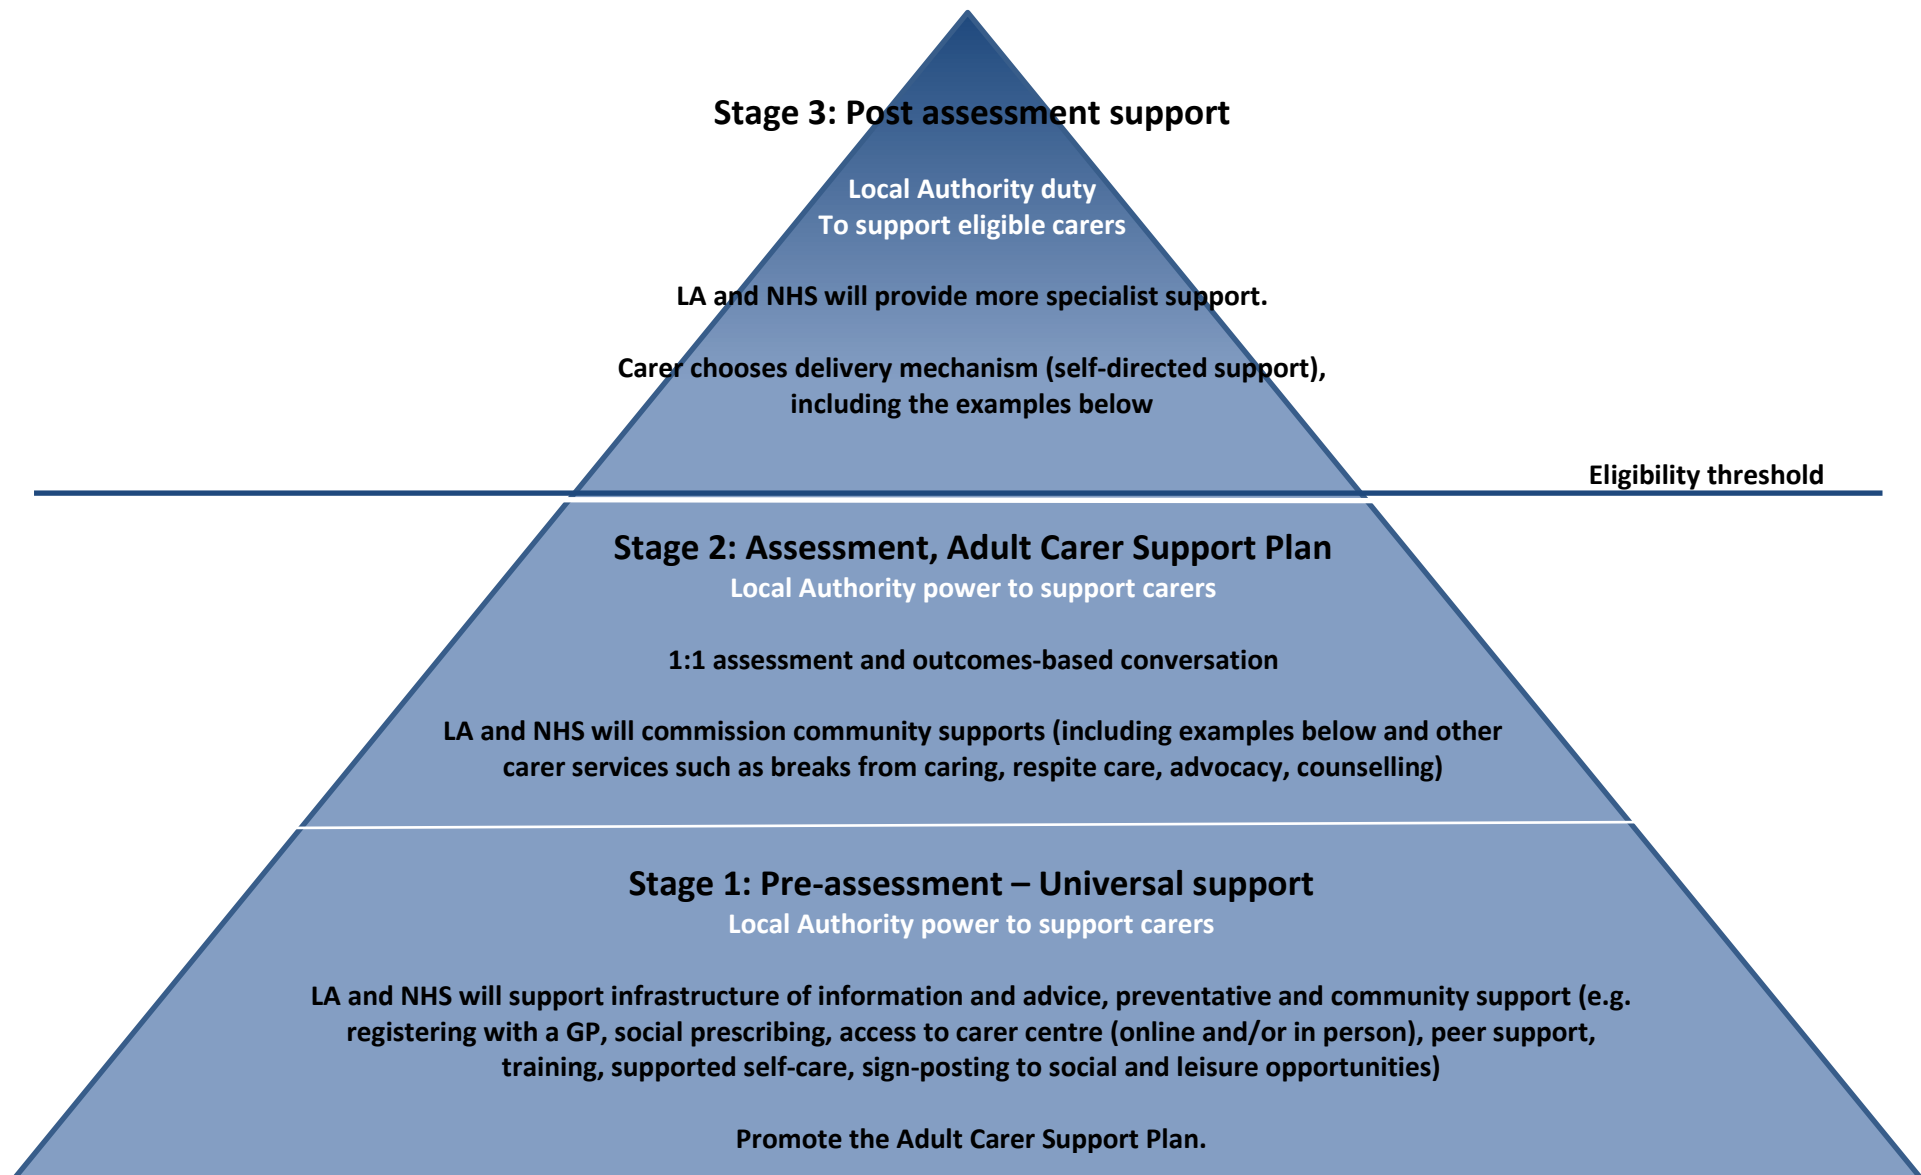 Stage 3: Post assessment support
Local Authority duty
To support eligible carers
LA and NHS will provide more specialist support.
Carer chooses delivery mechanism (self-directed support),
including the examples below
Eligibility threshold
Stage 2: Assessment, Adult Carer Support Plan
Local Authority power to support carers
1:1 assessment and outcomes-based conversation
LA and NHS will commission community supports (including examples below and other
carer services such as breaks from caring, respite care, advocacy, counselling)
Stage 1: Pre-assessment – Universal support
Local Authority power to support carers
LA and NHS will support infrastructure of information and advice, preventative and community support (e.g.
registering with a GP, social prescribing, access to carer centre (online and/or in person), peer support,
training, supported self-care, sign-posting to social and leisure opportunities)
Promote the Adult Carer Support Plan.